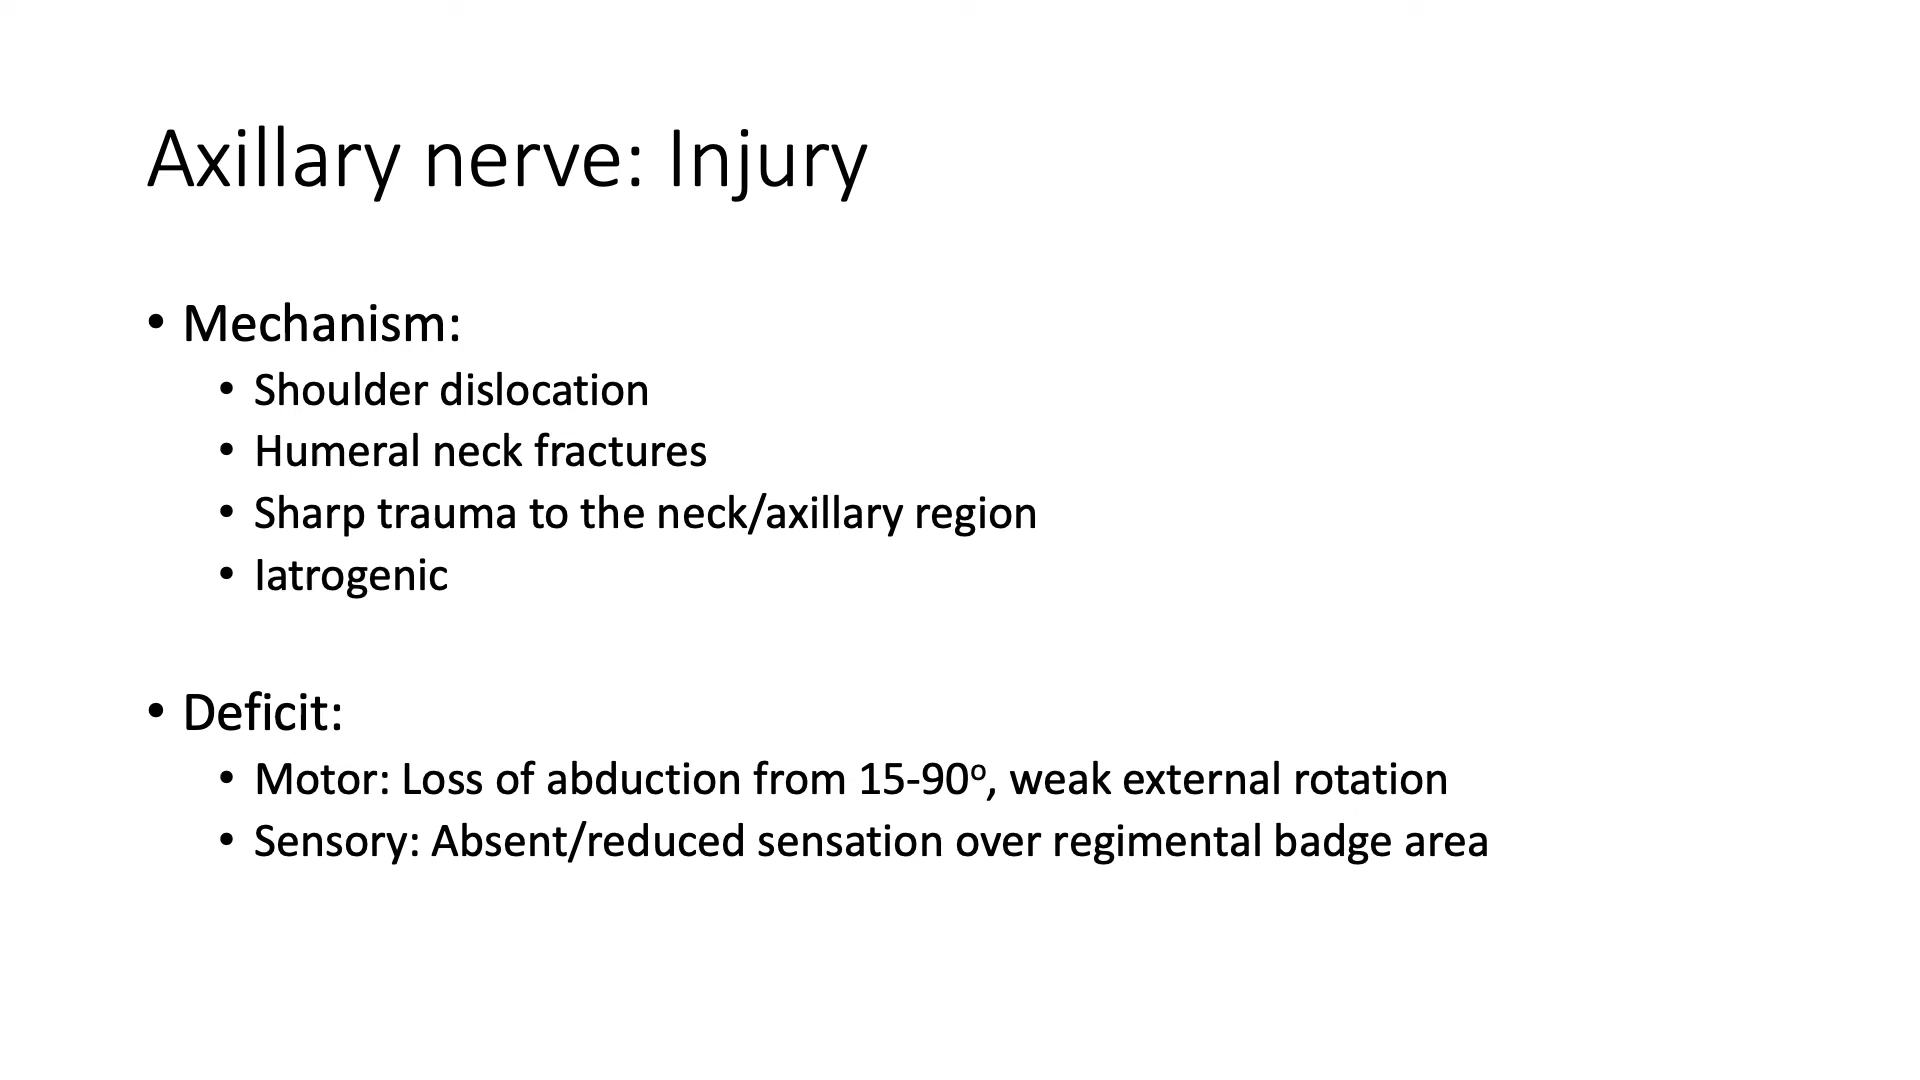 Axillary nerve: Injury
• Mechanism:
• Shoulder dislocation
• Humeral neck fractures
• Sharp trauma to the neck/axillary region
• Iatrogenic
• Deficit:
• Motor: Loss of abduction from 15-90º, weak external rotation
• Sensory: Absent/reduced sensation over regimental badge area